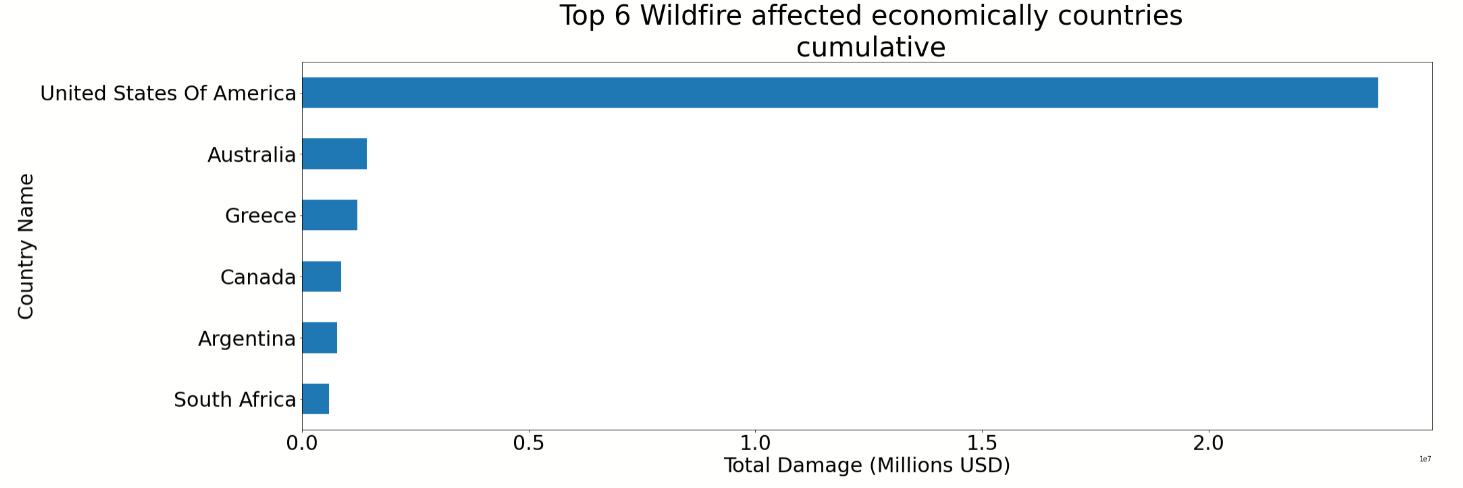 Top 6 Wildfire affected economically countries
cumulative
United States Of America
Australia
Greece
Canada
Argentina
South Africa
Country Name
0.0 0.5 1.0 1.5 2.0
Total Damage (Millions USD)
1e7